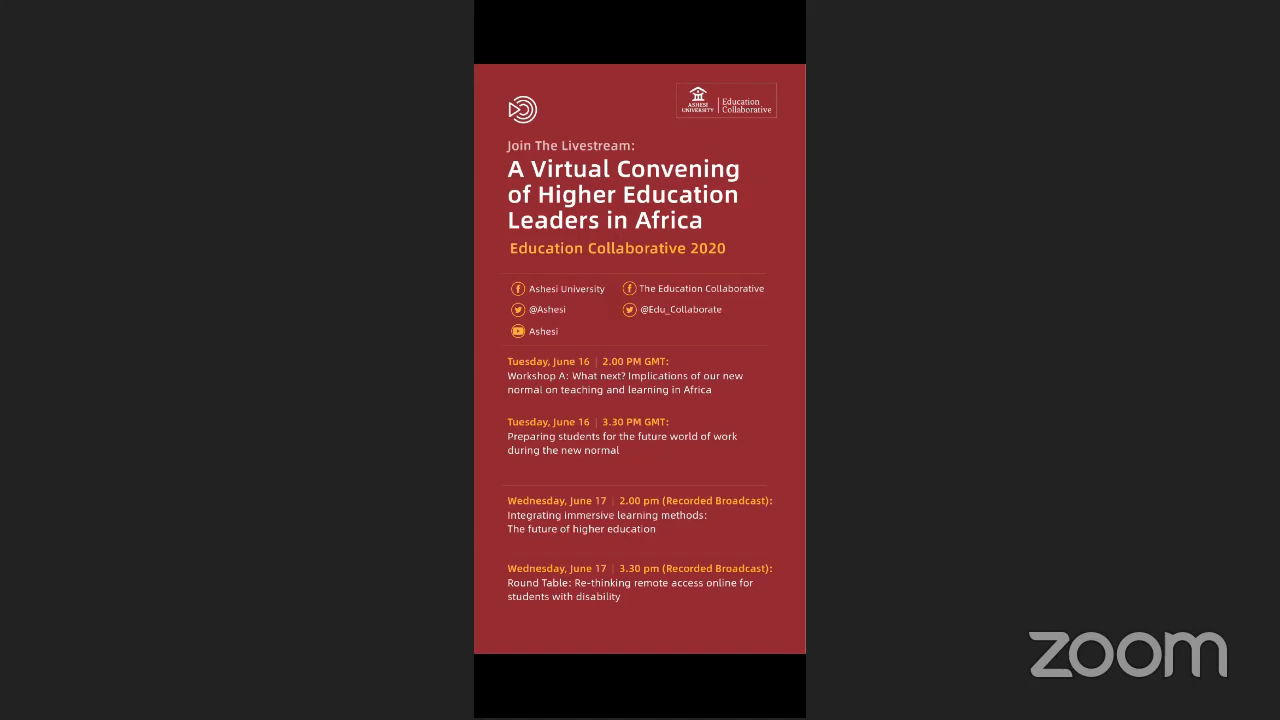 ASHESI
UNIVERSITY
Education
Collaborative
Join The Livestream:
A Virtual Convening
of Higher Education
Leaders in Africa
Education Collaborative 2020
Ashesi University
The Education Collaborative
@Ashesi
@Edu_Collaborate
Ashesi
Tuesday, June 16 | 2.00 PM GMT:
Workshop A: What next? Implications of our new
normal on teaching and learning in Africa
Tuesday, June 16 | 3.30 PM GMT:
Preparing students for the future world of work
during the new normal
Wednesday, June 17 | 2.00 pm (Recorded Broadcast):
Integrating immersive learning methods:
The future of higher education
Wednesday, June 17 | 3.30 pm (Recorded Broadcast):
Round Table: Re-thinking remote access online for
students with disability
zoom